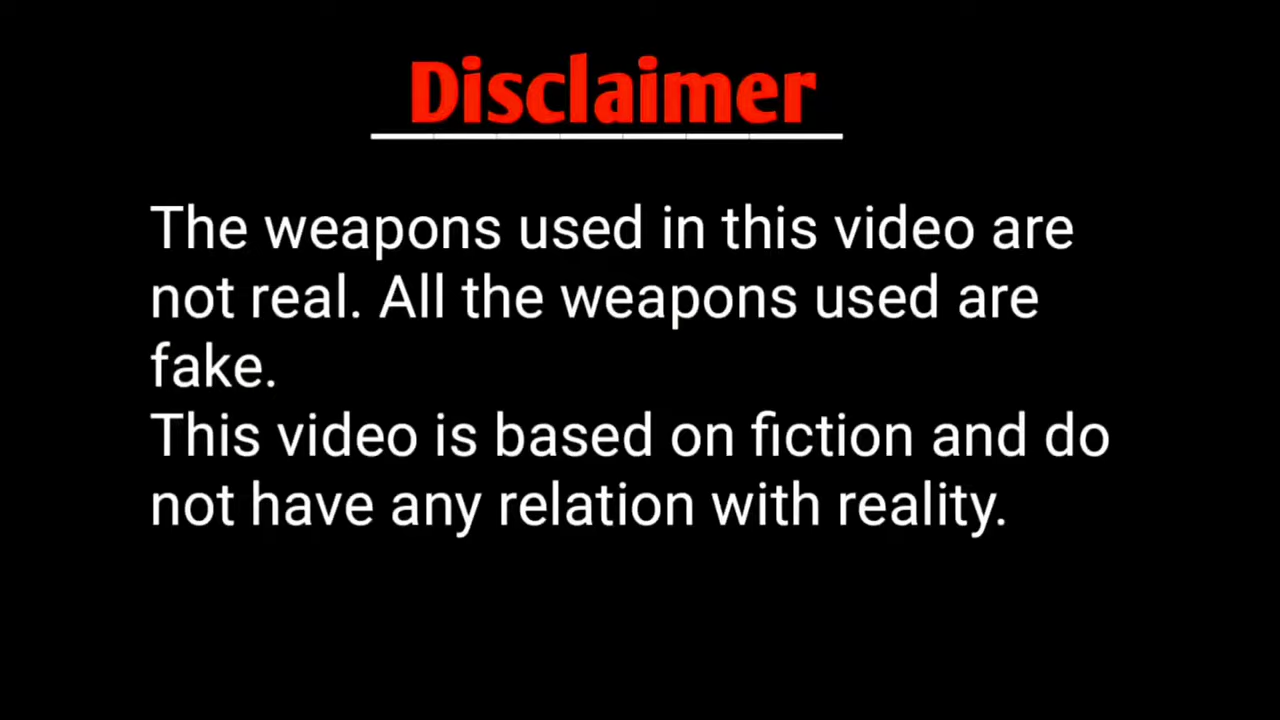 Disclaimer
The weapons used in this video are
not real. All the weapons used are
fake.
This video is based on fiction and do
not have any relation with reality.